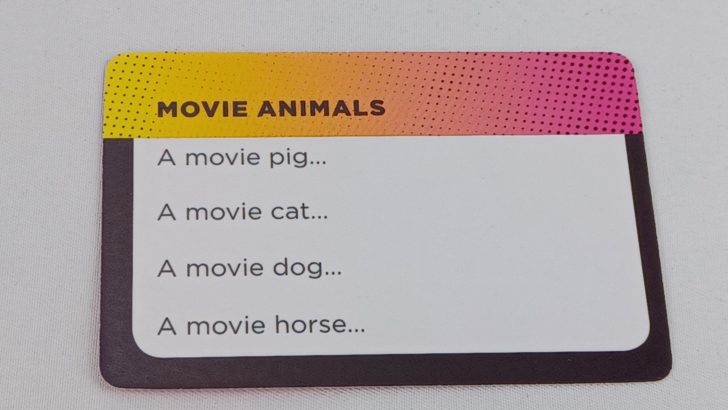 MOVIE ANIMALS
A movie pig...
A movie cat...
A movie dog...
A movie horse...